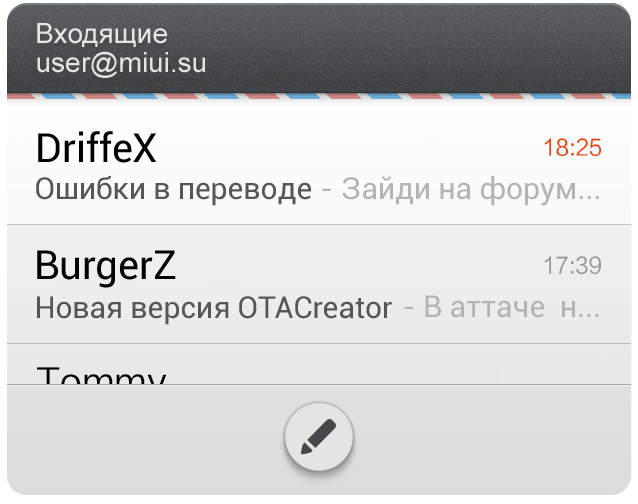 Входящие
user@miui.su
DriffeX 18:25
Ошибки в переводе - Зайди на форум...
BurgerZ 17:39
Новая версия OTACreator - В аттаче н...
Tommy